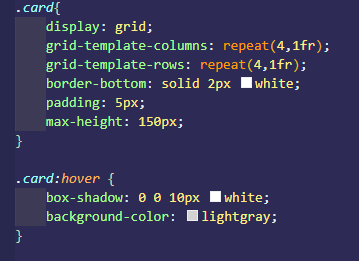 .card{
display: grid;
grid-template-columns: repeat(4,1fr);
grid-template-rows: repeat(4,1fr);
border-bottom: solid 2px white;
padding: 5px;
max-height: 150px;
}
.card:hover {
box-shadow: 0 0 10px white;
background-color: lightgray;
}